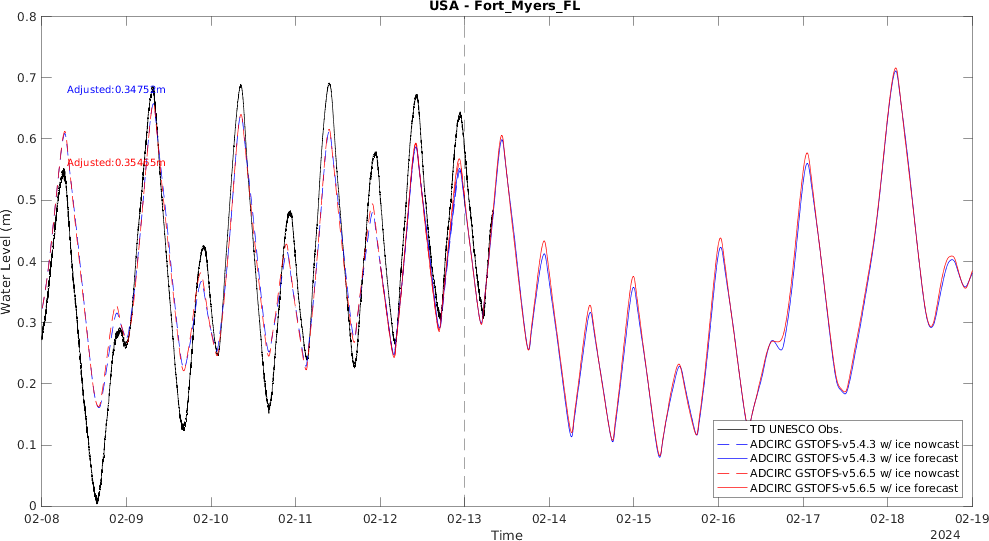 USA - Fort_Myers_FL
0.8
0.7
0.6
0.5
0.4
0.3
0.2
0.1
0
Water Level (m)
Adjusted:0.34751m
Adjusted:0.35455m
TD UNESCO Obs.
ADCIRC GSTOFS-v5.4.3 w/ ice nowcast
ADCIRC GSTOFS-v5.4.3 w/ ice forecast
ADCIRC GSTOFS-v5.6.5 w/ ice nowcast
ADCIRC GSTOFS-v5.6.5 w/ ice forecast
02-08 02-09 02-10 02-11 02-12 02-13 02-14 02-15 02-16 02-17 02-18 02-19
Time
2024